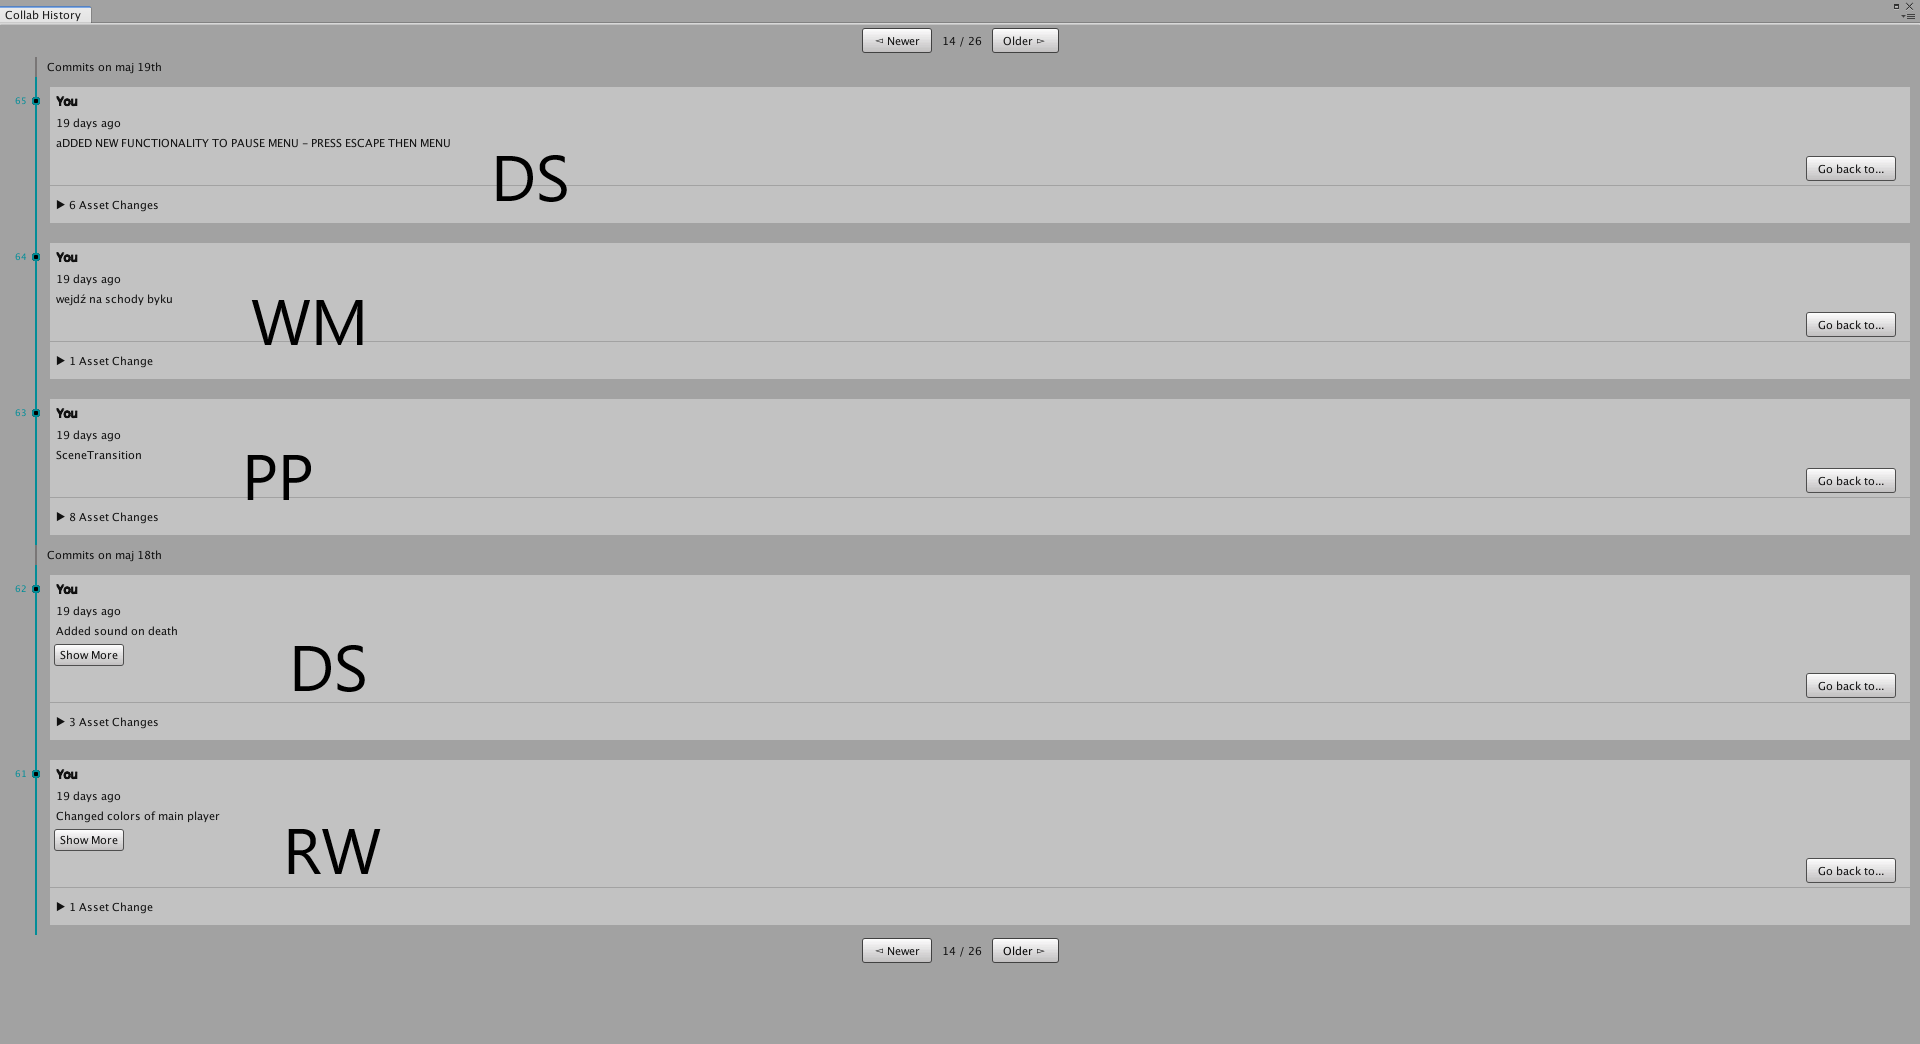 Collab History
◅ Newer 14 / 26 Older ▻
Commits on maj 19th
65 You
19 days ago
aDDED NEW FUNCTIONALITY TO PAUSE MENU - PRESS ESCAPE THEN MENU
DS
Go back to...
▶ 6 Asset Changes
64 You
19 days ago
wejdź na schody byku
WM
Go back to...
▶ 1 Asset Change
63 You
19 days ago
SceneTransition
PP
Go back to...
▶ 8 Asset Changes
Commits on maj 18th
62 You
19 days ago
Added sound on death
Show More
DS
Go back to...
▶ 3 Asset Changes
61 You
19 days ago
Changed colors of main player
Show More
RW
Go back to...
▶ 1 Asset Change
◅ Newer 14 / 26 Older ▻